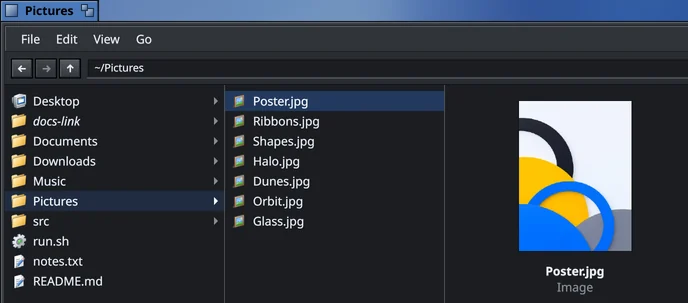 Pictures
File Edit View Go
~/Pictures
Desktop
docs-link
Documents
Downloads
Music
Pictures
src
run.sh
notes.txt
README.md
Poster.jpg
Ribbons.jpg
Shapes.jpg
Halo.jpg
Dunes.jpg
Orbit.jpg
Glass.jpg
Poster.jpg
Image